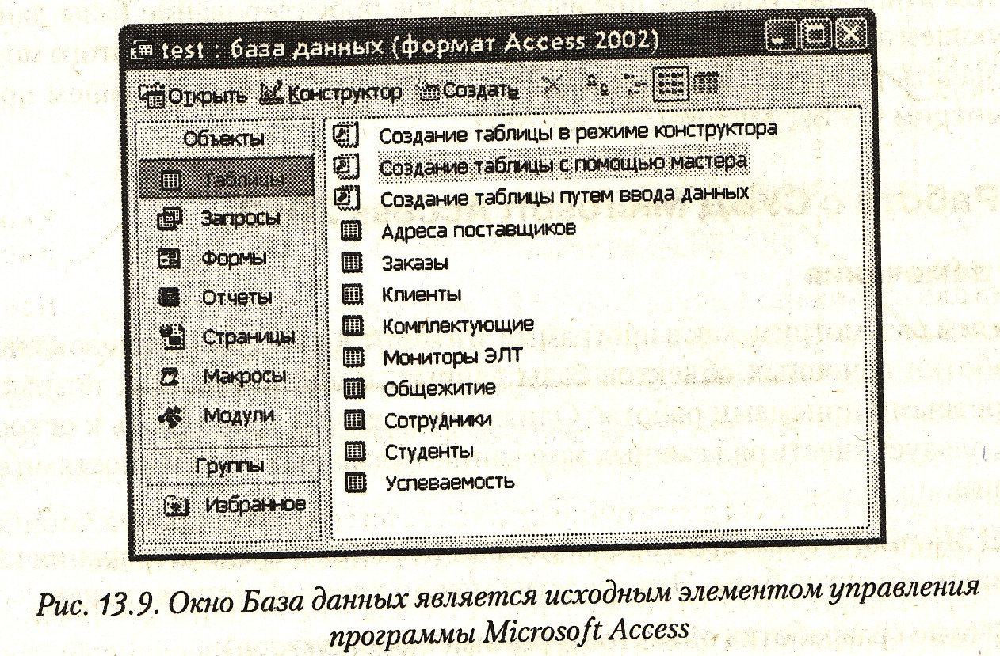 test : база данных (формат Access 2002)
Открыть Конструктор Создать
Объекты
Таблицы
Запросы
Формы
Отчеты
Страницы
Макросы
Модули
Группы
Избранное
Создание таблицы в режиме конструктора
Создание таблицы с помощью мастера
Создание таблицы путем ввода данных
Адреса поставщиков
Заказы
Клиенты
Комплектующие
Мониторы ЭЛТ
Общежитие
Сотрудники
Студенты
Успеваемость
Рис. 13.9. Окно База данных является исходным элементом управления
программы Microsoft Access